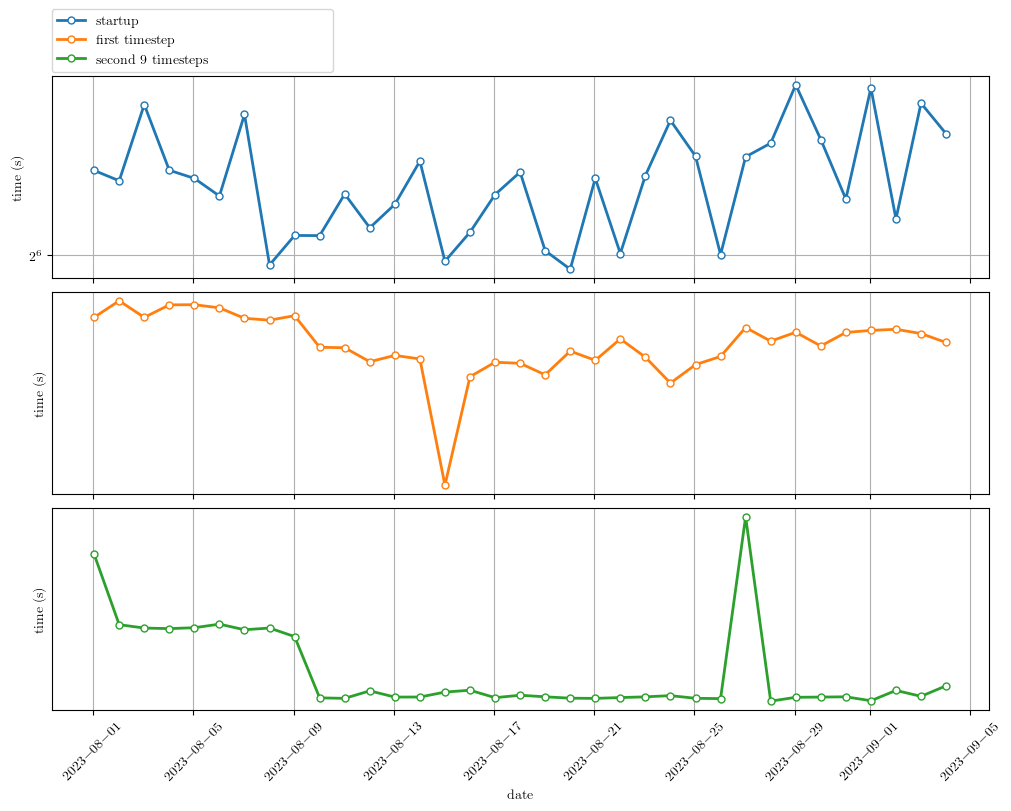 startup
first timestep
second 9 timesteps
time (s)
2⁶
time (s)
time (s)
2023−08−01
2023−08−05
2023−08−09
2023−08−13
2023−08−17
2023−08−21
2023−08−25
2023−08−29
2023−09−01
2023−09−05
date